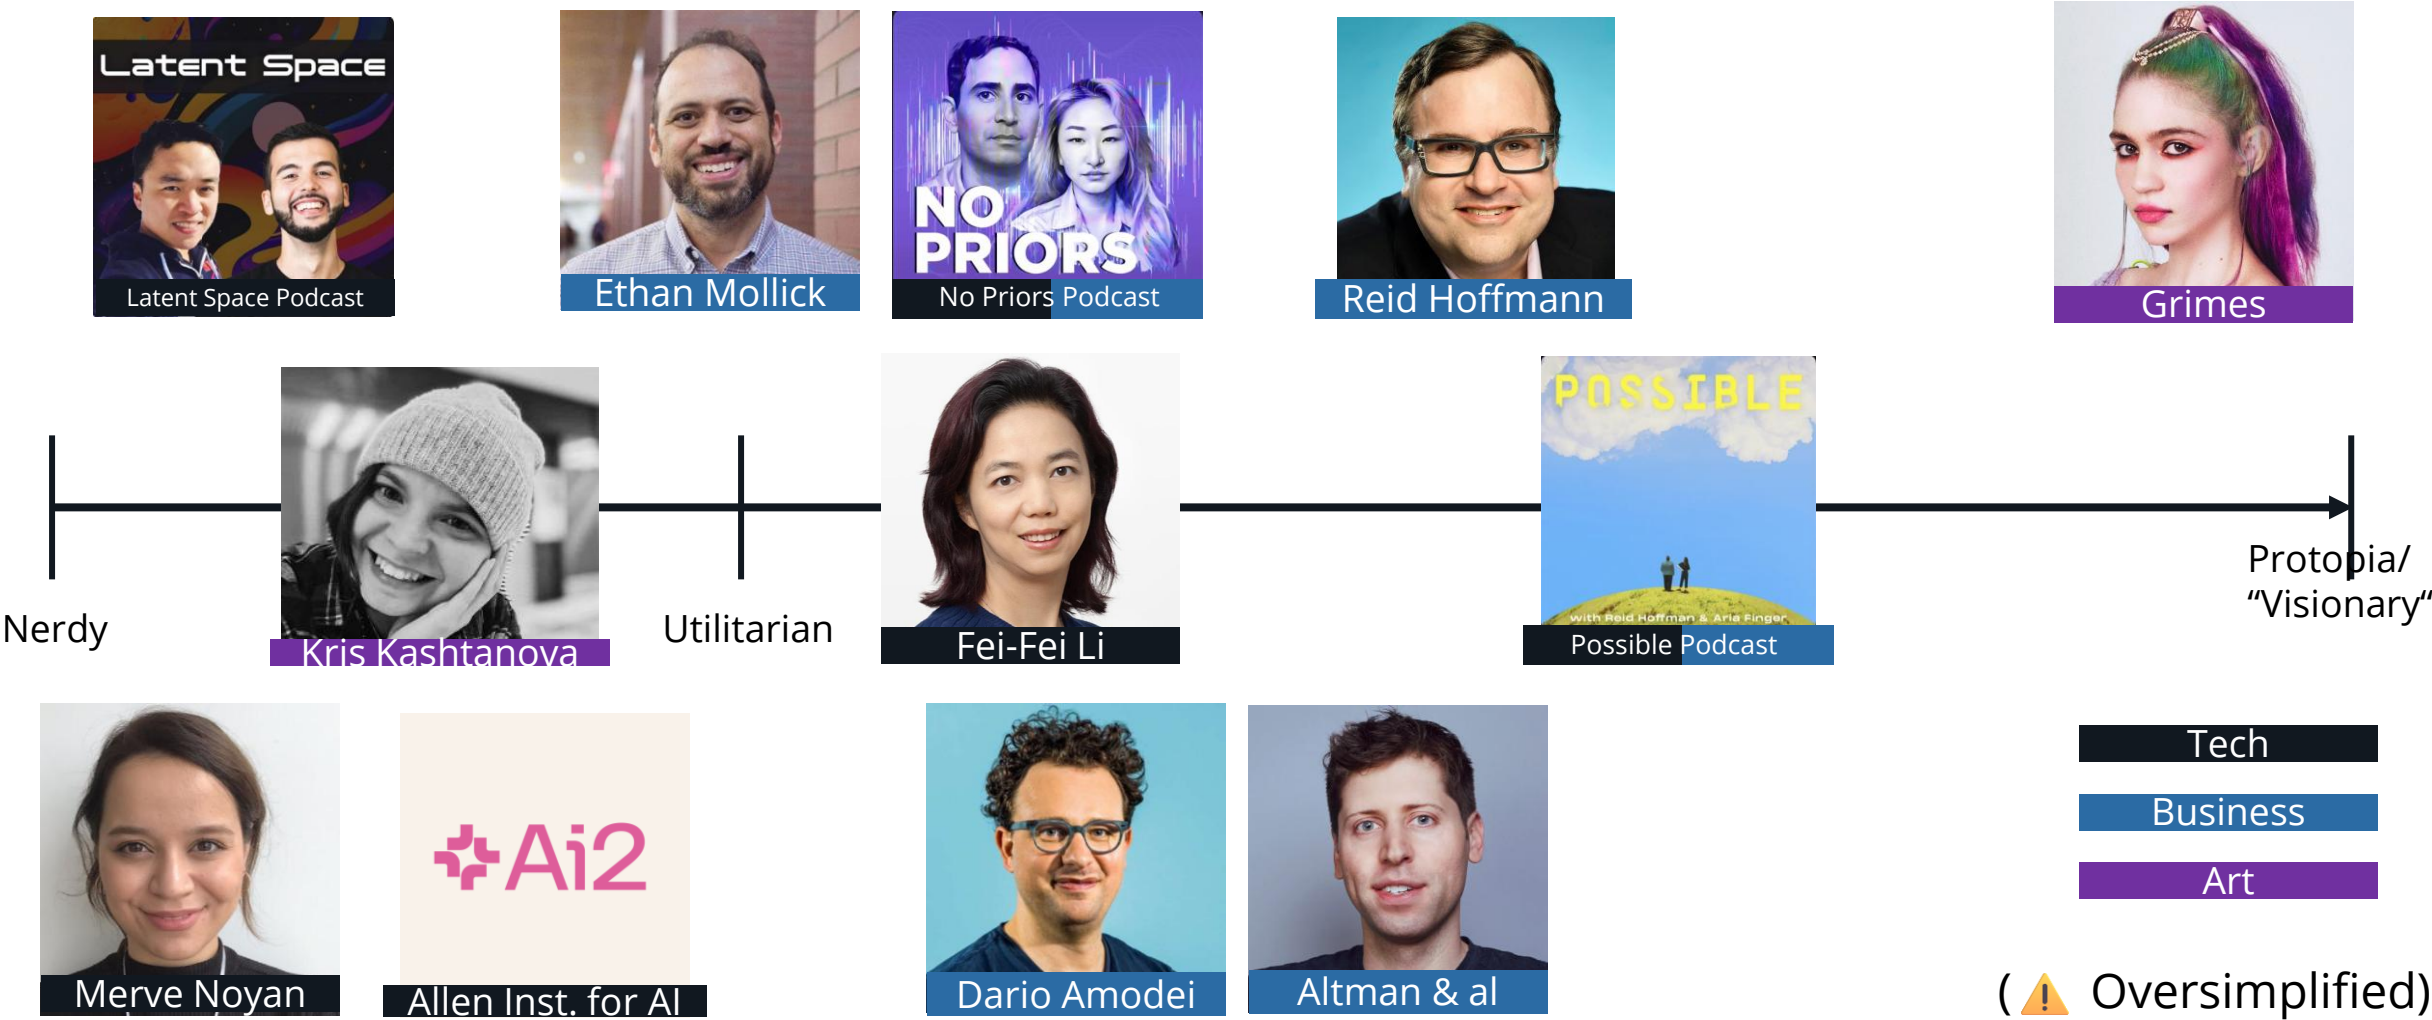 Latent Space
Latent Space Podcast
Ethan Mollick
NO
PRIORS
No Priors Podcast
Reid Hoffmann
Grimes
Kris Kashtanova
Fei-Fei Li
POSSIBLE
with Reid Hoffman & Aria Finger
Possible Podcast
Nerdy
Utilitarian
Protopia/
“Visionary“
Merve Noyan
Ai2
Allen Inst. for AI
Dario Amodei
Altman & al
Tech
Business
Art
(⚠️ Oversimplified)